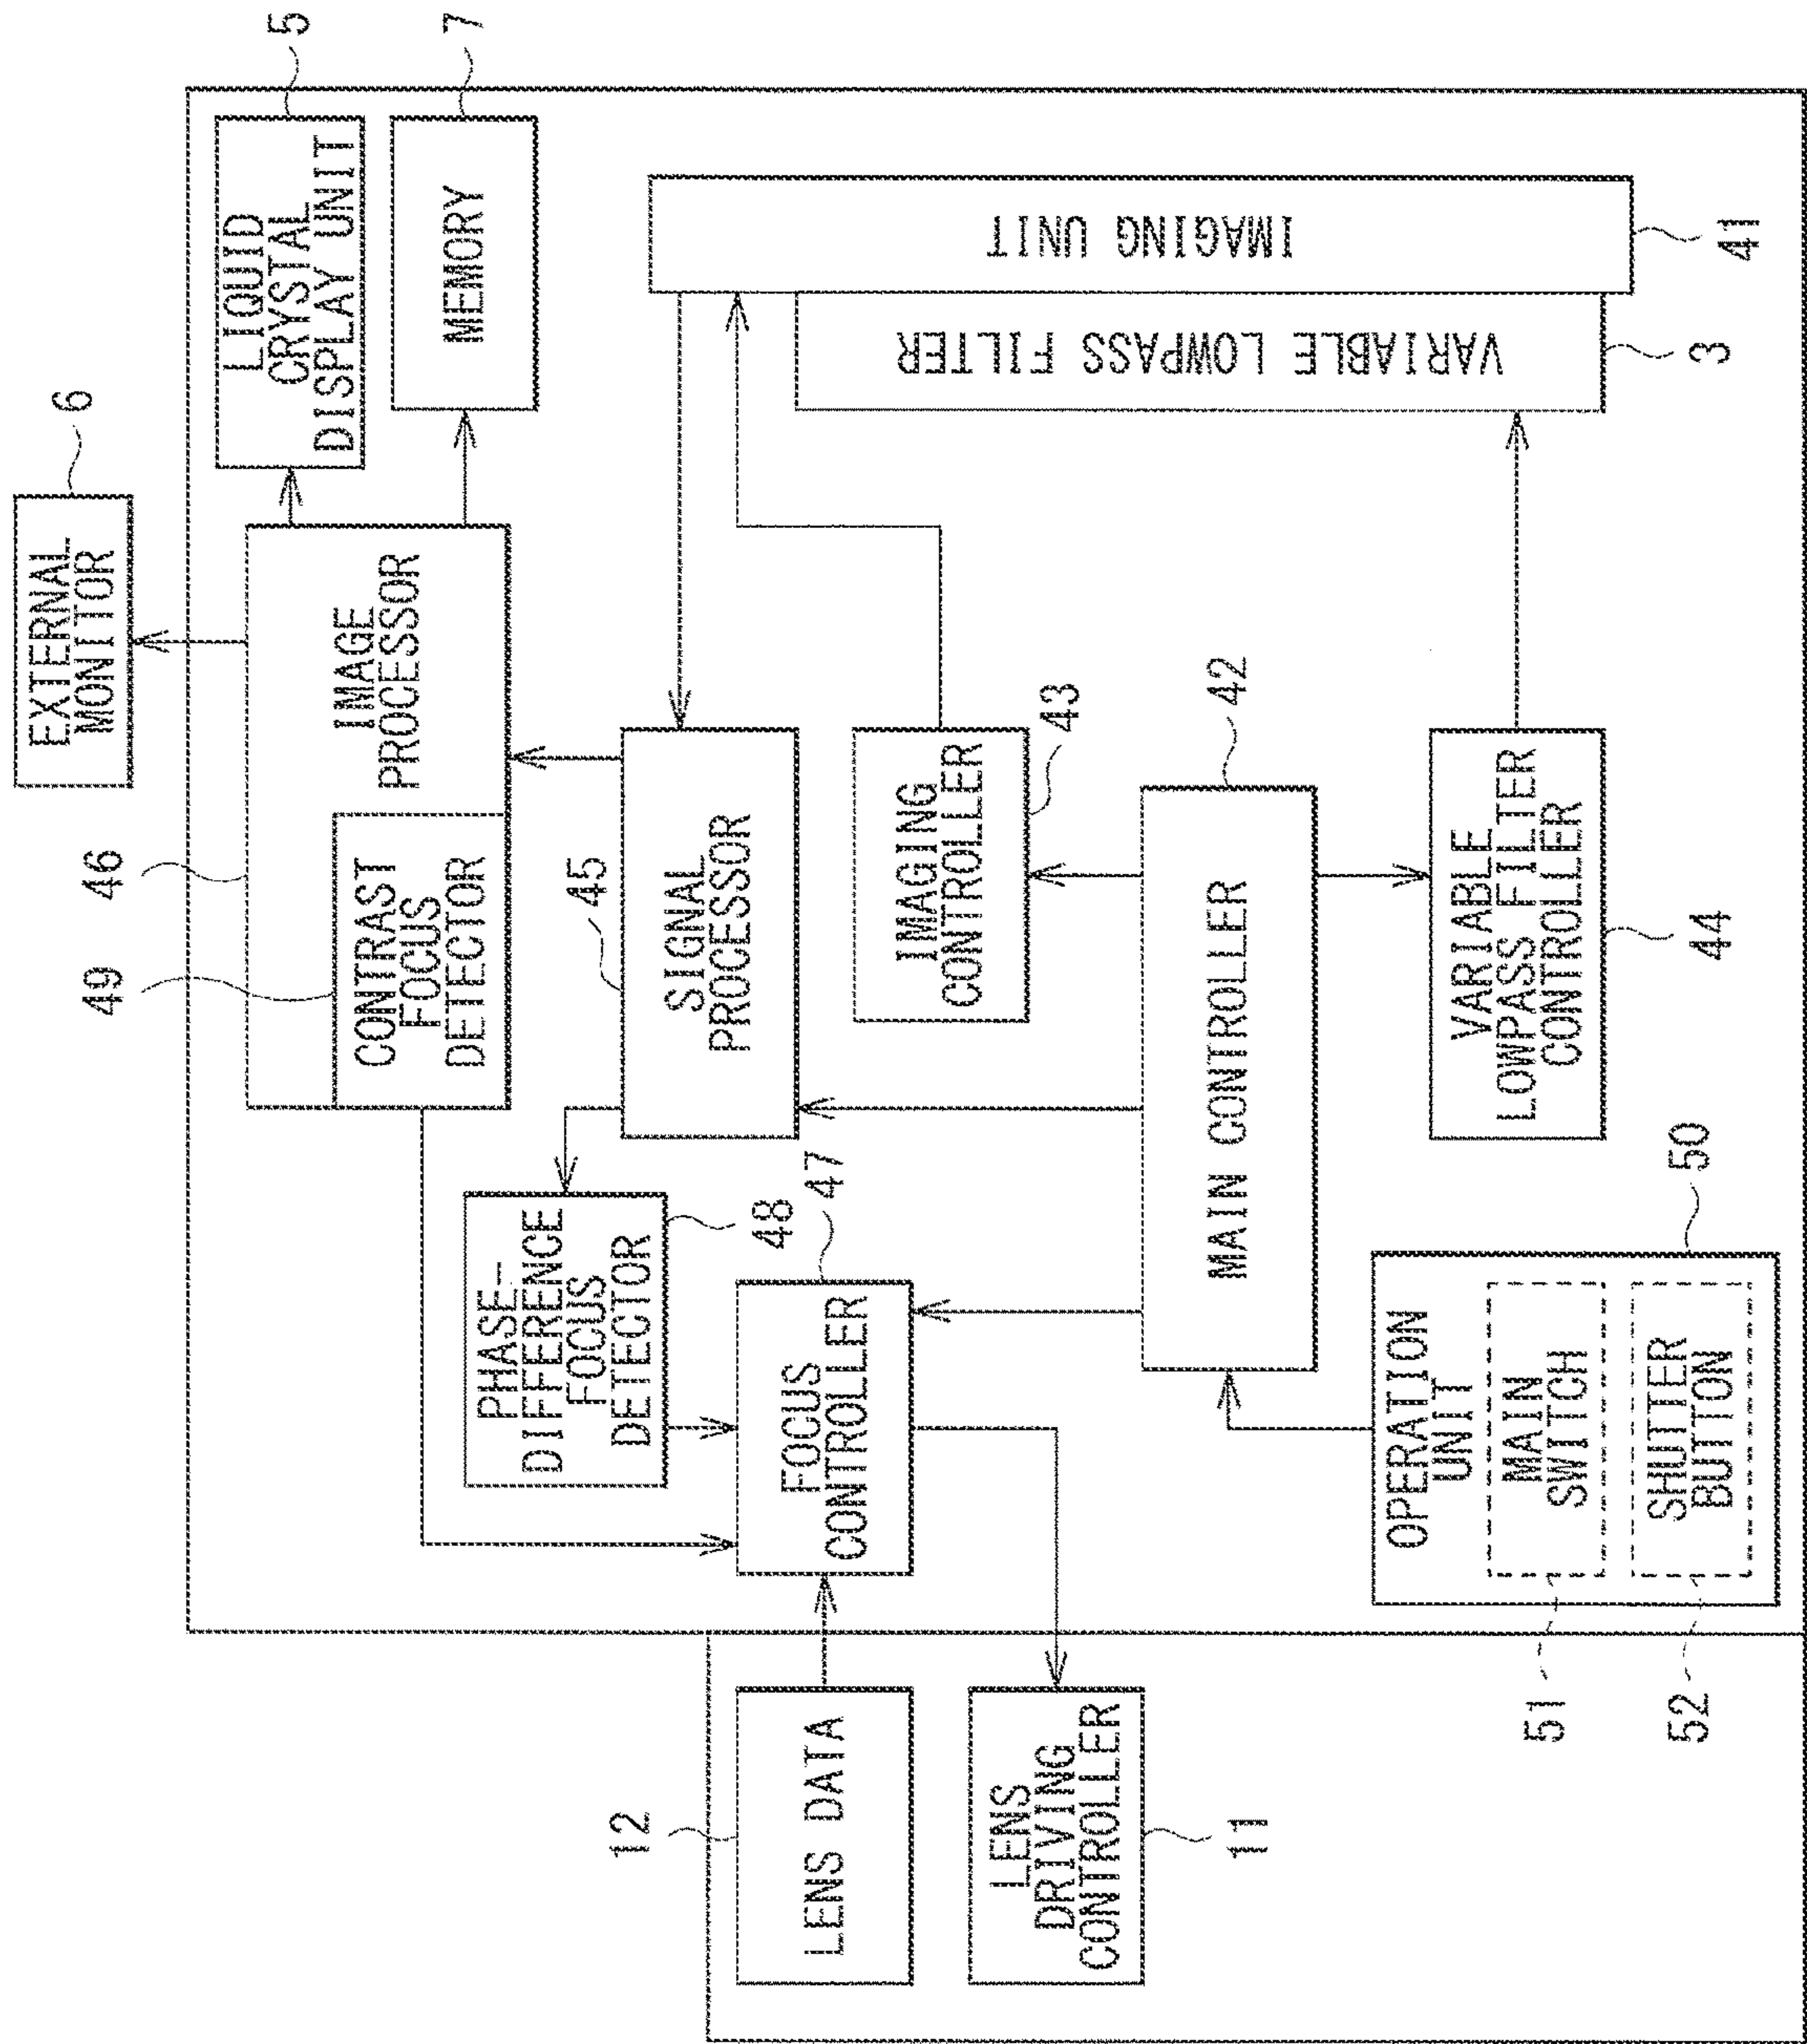 6
EXTERNAL
MONITOR
5
LIQUID
CRYSTAL
DISPLAY UNIT
7
MEMORY
46
IMAGE
PROCESSOR
49
CONTRAST
FOCUS
DETECTOR
45
SIGNAL
PROCESSOR
PHASE-
DIFFERENCE
FOCUS
DETECTOR
48
47
FOCUS
CONTROLLER
12
LENS DATA
LENS
DRIVING
CONTROLLER
11
IMAGING
CONTROLLER
43
42
MAIN CONTROLLER
VARIABLE
LOWPASS FILTER
CONTROLLER
44
IMAGING UNIT
41
VARIABLE LOWPASS FILTER
3
50
OPERATION
UNIT
MAIN
SWITCH
51
SHUTTER
BUTTON
52